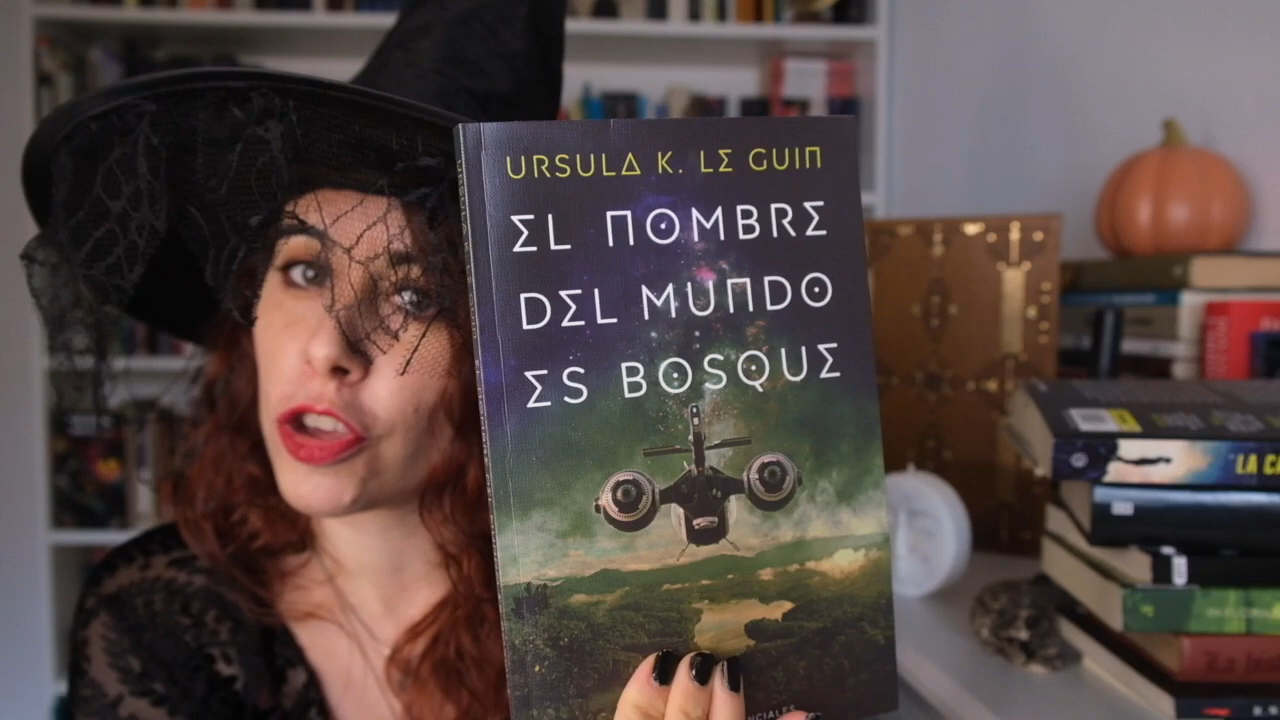 URSULA K. LE GUIN
EL NOMBRE
DEL MUNDO
ES BOSQUE
LA CA